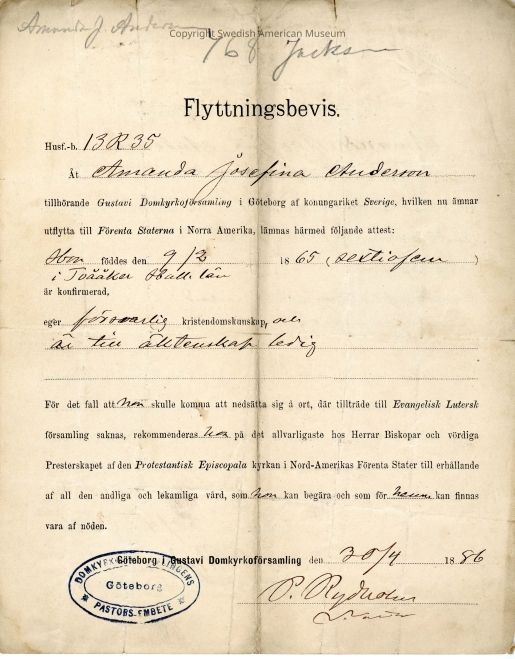 Amanda J. Anderson
Copyright Swedish American Museum
768 Jackson
Flyttningsbevis.
Husf.-b. 13 R 35
Åt Amanda Josefina Anderson
tillhörande Gustavi Domkyrkoförsamling i Göteborg af konungariket Sverige, hvilken nu ämnar
utflytta till Förenta Staterna i Norra Amerika, lämnas härmed följande attest:
Hon föddes den 9/2 1865 (sextiofem
i Tvååker Hall. län
är konfirmerad,
eger försvarlig kristendomskunskap, och
är till äktenskap ledig
För det fall att hon skulle komma att nedsätta sig å ort, där tillträde till Evangelisk Lutersk
församling saknas, rekommenderas hon på det allvarligaste hos Herrar Biskopar och vördiga
Presterskapet af den Protestantisk Episcopala kyrkan i Nord-Amerikas Förenta Stater till erhållande
af all den andliga och lekamliga vård, som hon kan begära och som för henne kan finnas
vara af nöden.
Göteborg i Gustavi Domkyrkoförsamling den 30/4 1886
DOMKYRKOFÖRSAMLINGENS
Göteborg
PASTORS-EMBETE
P. Rydholm